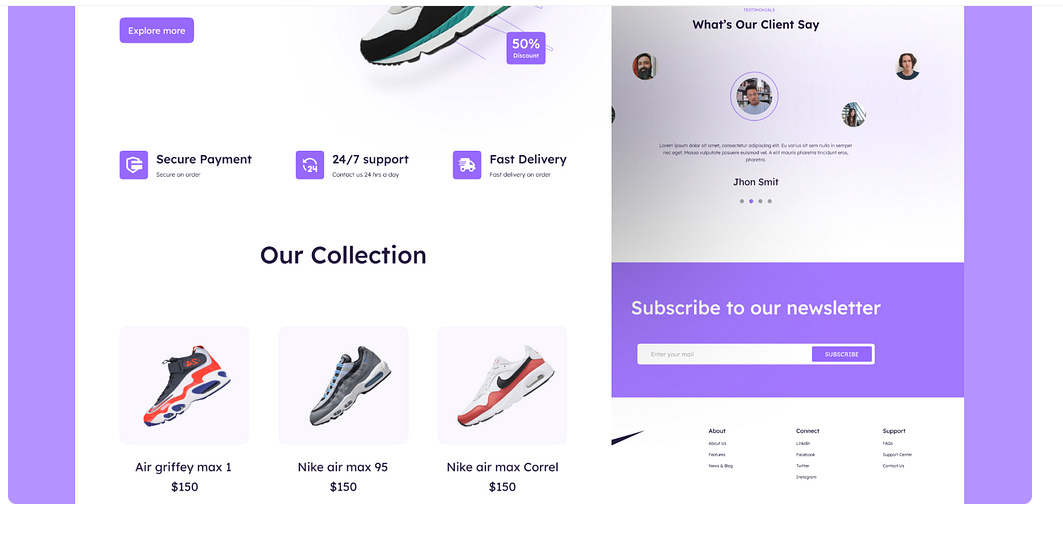 Explore more
50%
Discount
Secure Payment
Secure on order
24/7 support
Contact us 24 hrs a day
24
Fast Delivery
Fast delivery on order
Our Collection
Air griffey max 1
$150
Nike air max 95
$150
Nike air max Correl
$150
TESTIMONIALS
What's Our Client Say
Lorem ipsum dolor sit amet, consectetur adipiscing elit. Eu varius sit sem nulls in semper
nec eget. Massa vulputate posuere euismod vel. A elit mauris pharetra tincidunt eros,
pharetra.
Jhon Smit
Subscribe to our newsletter
Enter your mail
SUBSCRIBE
About
About Us
Features
News & Blog
Connect
Linkdin
Facebook
Twitter
Instagram
Support
FAQs
Support Center
Contact Us